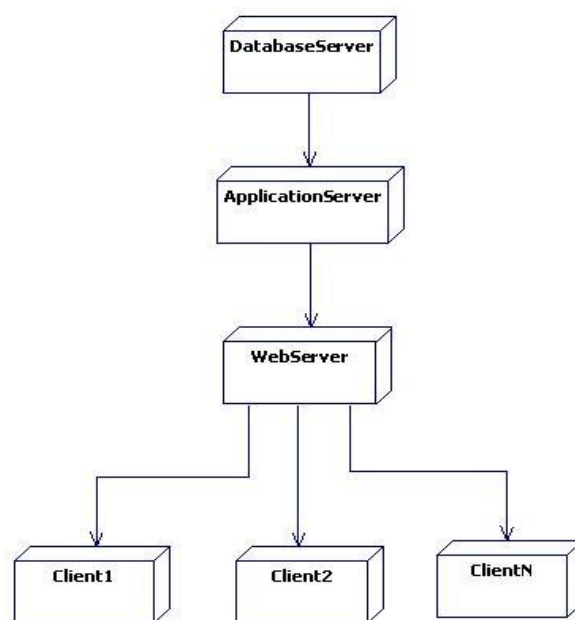 DatabaseServer
ApplicationServer
WebServer
Client1
Client2
ClientN